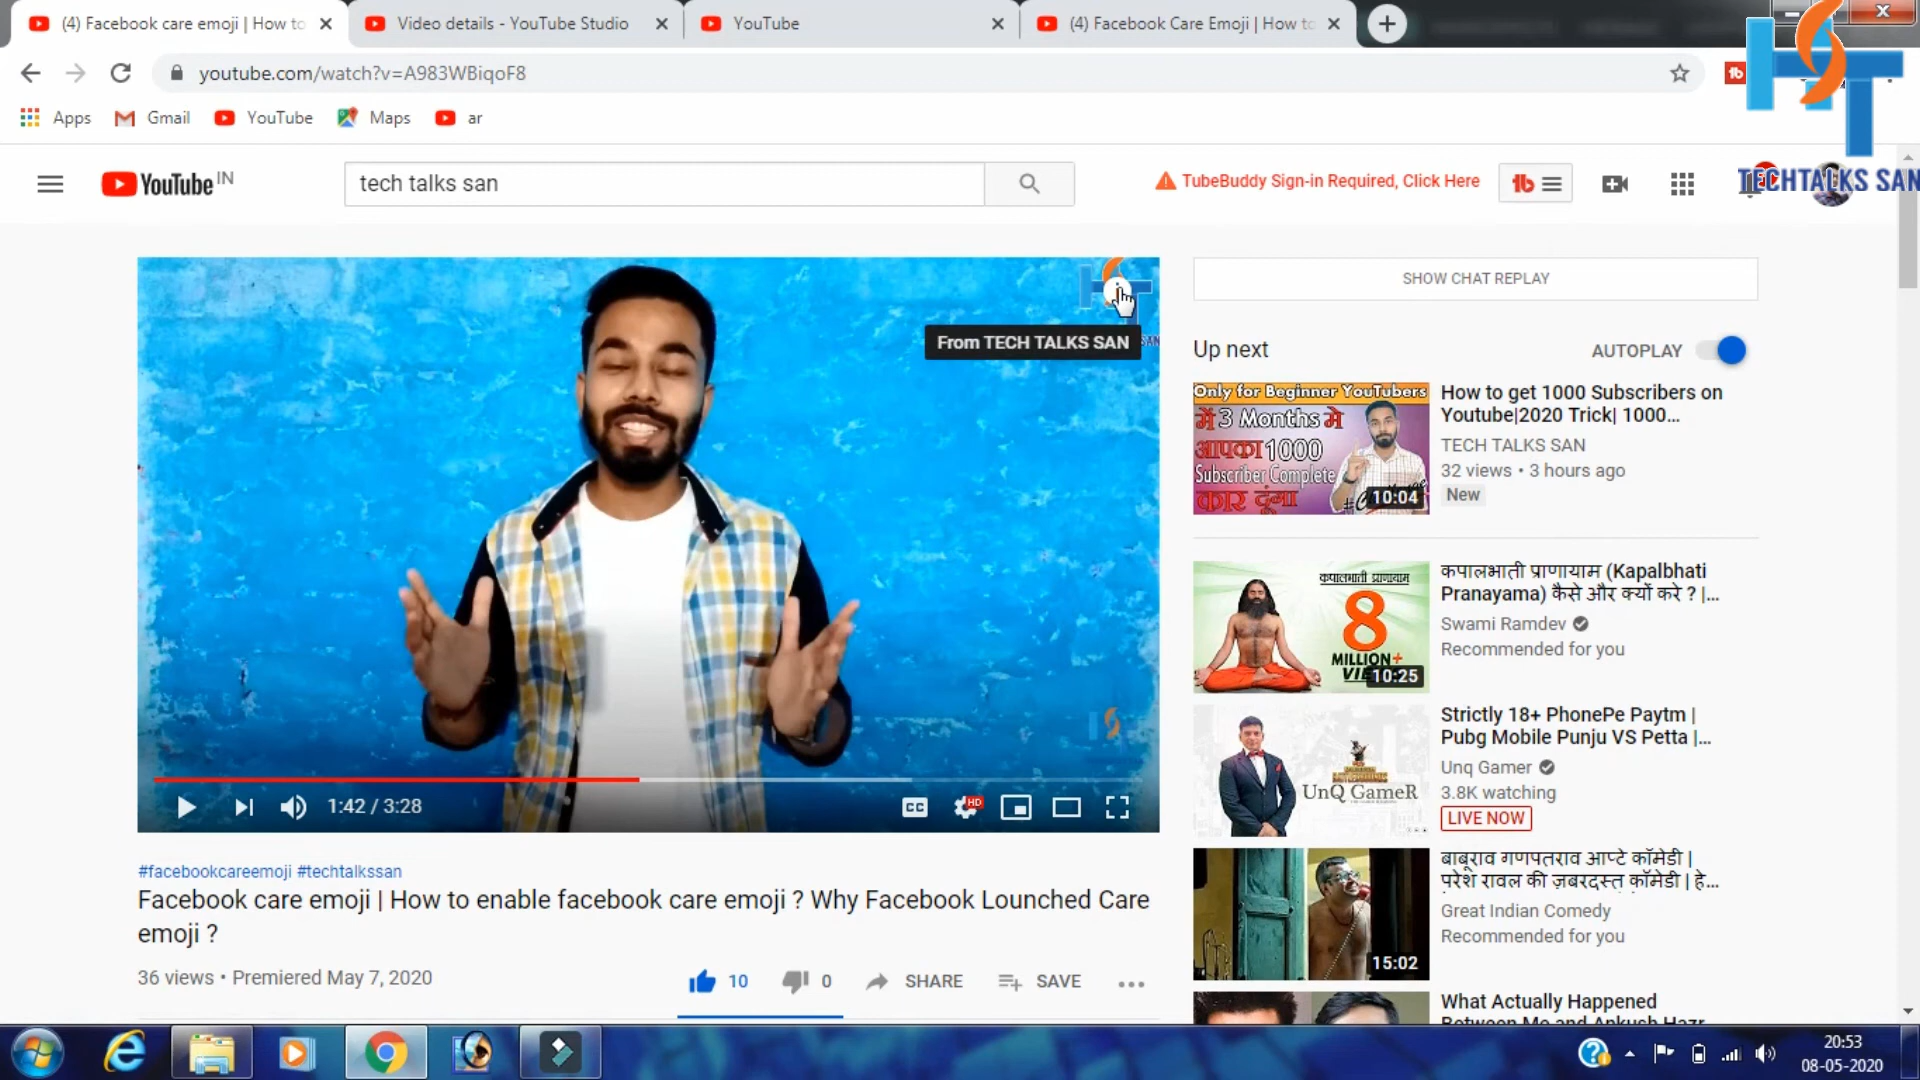 (4) Facebook care emoji | How to
Video details - YouTube Studio
YouTube
(4) Facebook Care Emoji | How to
youtube.com/watch?v=A983WBiqoF8
Apps
Gmail
YouTube
Maps
ar
YouTube IN
tech talks san
TubeBuddy Sign-in Required, Click Here
TECHTALKS SAN
From TECH TALKS SAN
1:42 / 3:28
CC
HD
#facebookcareemoji #techtalkssan
Facebook care emoji | How to enable facebook care emoji ? Why Facebook Lounched Care
emoji ?
36 views • Premiered May 7, 2020
10
0
SHARE
SAVE
SHOW CHAT REPLAY
Up next
AUTOPLAY
Only for Beginner YouTubers
में 3 Months मे
आपका 1000
Subscriber Complete
कार दूंगा
10:04
How to get 1000 Subscribers on
Youtube|2020 Trick| 1000...
TECH TALKS SAN
32 views • 3 hours ago
New
कपालभाती प्राणायाम
8
MILLION+
10:25
कपालभाती प्राणायाम (Kapalbhati
Pranayama) कैसे और क्यों करे ? |...
Swami Ramdev
Recommended for you
UnQ GameR
Strictly 18+ PhonePe Paytm |
Pubg Mobile Punju VS Petta |...
Unq Gamer
3.8K watching
LIVE NOW
15:02
बाबूराव गणपतराव आप्टे कॉमेडी |
परेश रावल की ज़बरदस्त कॉमेडी | हे...
Great Indian Comedy
Recommended for you
What Actually Happened
Between Me and Ankush Hazr
20:53
08-05-2020